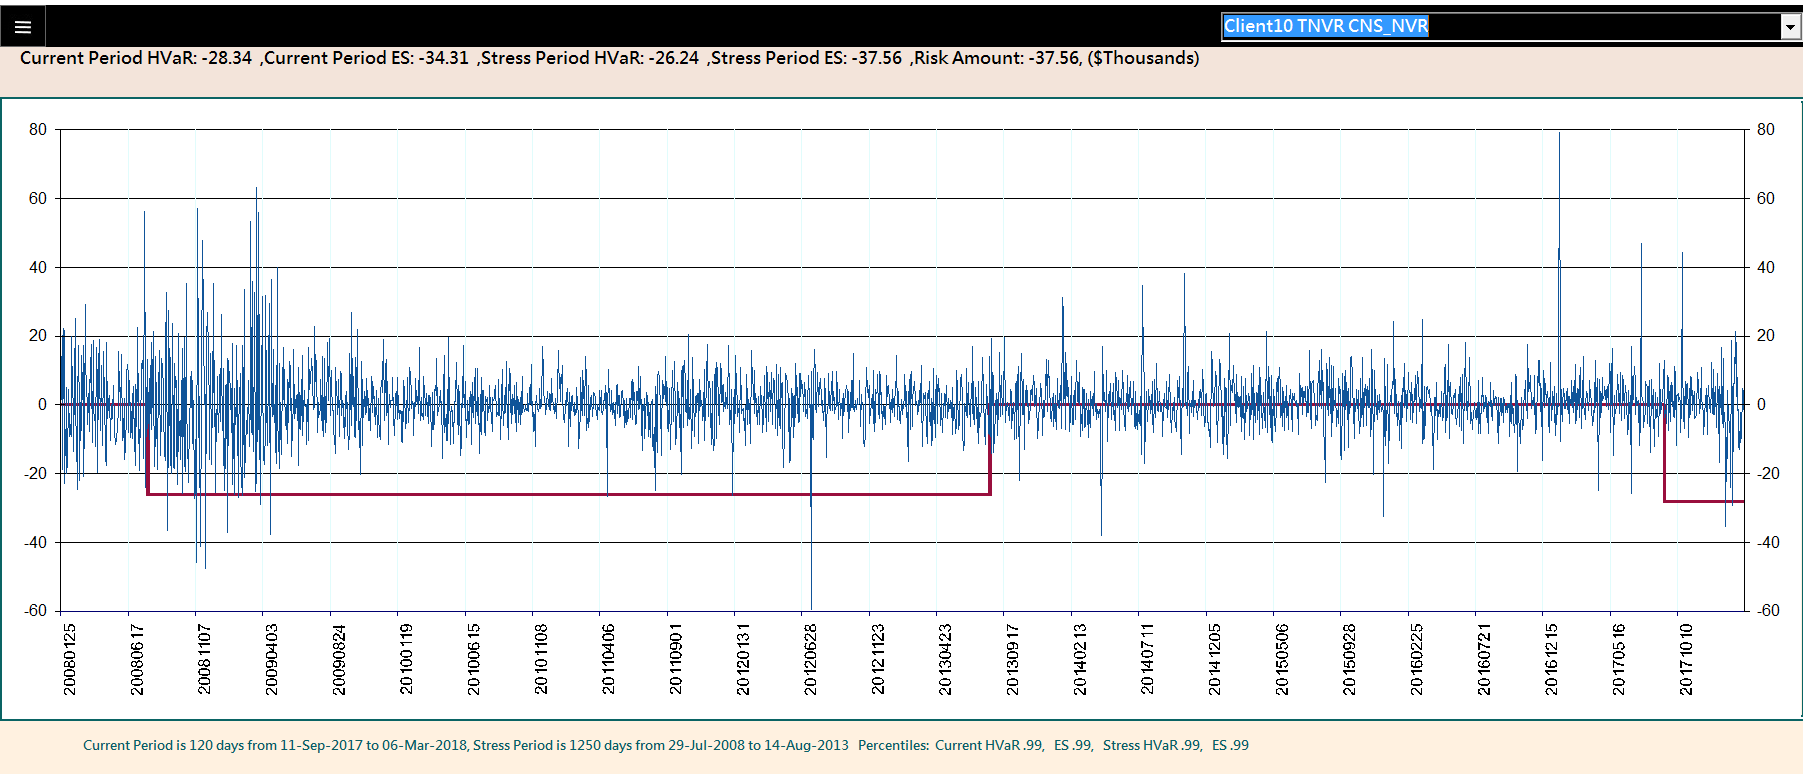 Client10 TNVR CNS_NVR
Current Period HVaR: -28.34 ,Current Period ES: -34.31 ,Stress Period HVaR: -26.24 ,Stress Period ES: -37.56 ,Risk Amount: -37.56, ($Thousands)
80 80
60 60
40 40
20 20
0 0
-20 -20
-40 -40
-60 -60
20080125 20080617 20081107 20090403 20090824 20100119 20100615 20101108 20110406 20110901 20120131 20120628 20121123 20130423 20130917 20140213 20140711 20141205 20150506 20150928 20160225 20160721 20161215 20170516 20171010
Current Period is 120 days from 11-Sep-2017 to 06-Mar-2018, Stress Period is 1250 days from 29-Jul-2008 to 14-Aug-2013 Percentiles: Current HVaR .99, ES .99, Stress HVaR .99, ES .99